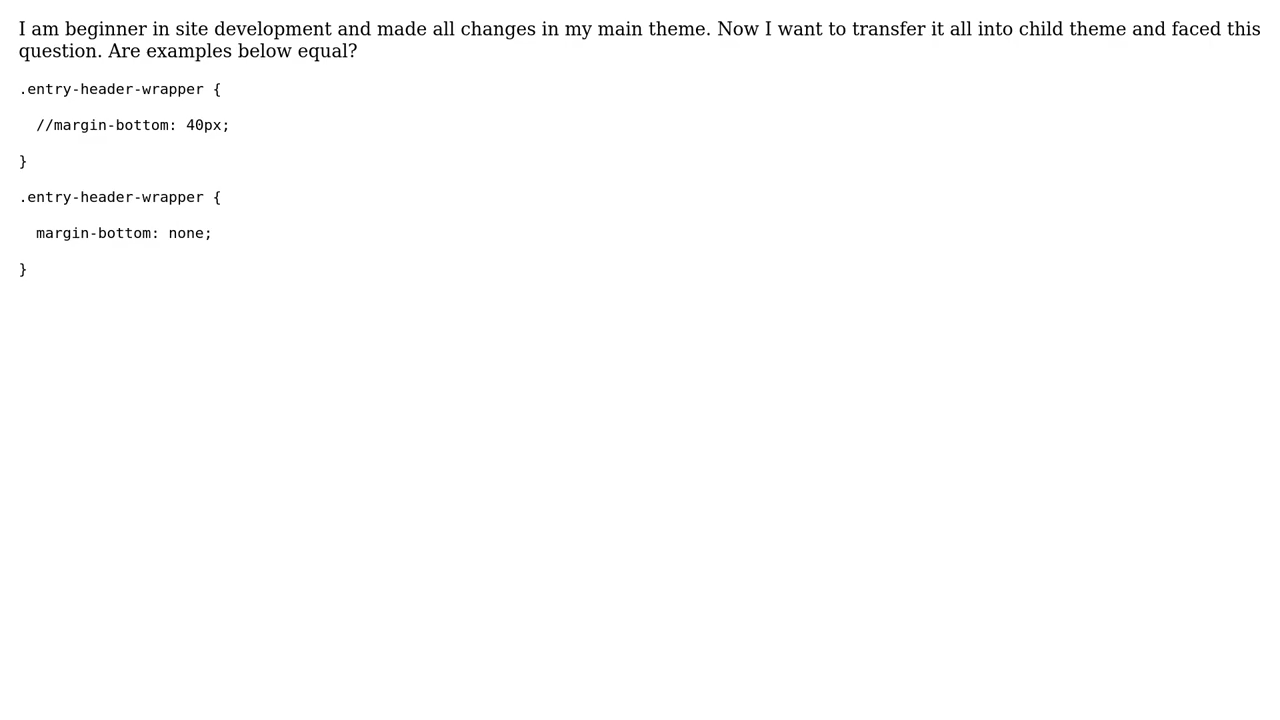 I am beginner in site development and made all changes in my main theme. Now I want to transfer it all into child theme and faced this
question. Are examples below equal?
.entry-header-wrapper {
  //margin-bottom: 40px;
}
.entry-header-wrapper {
  margin-bottom: none;
}